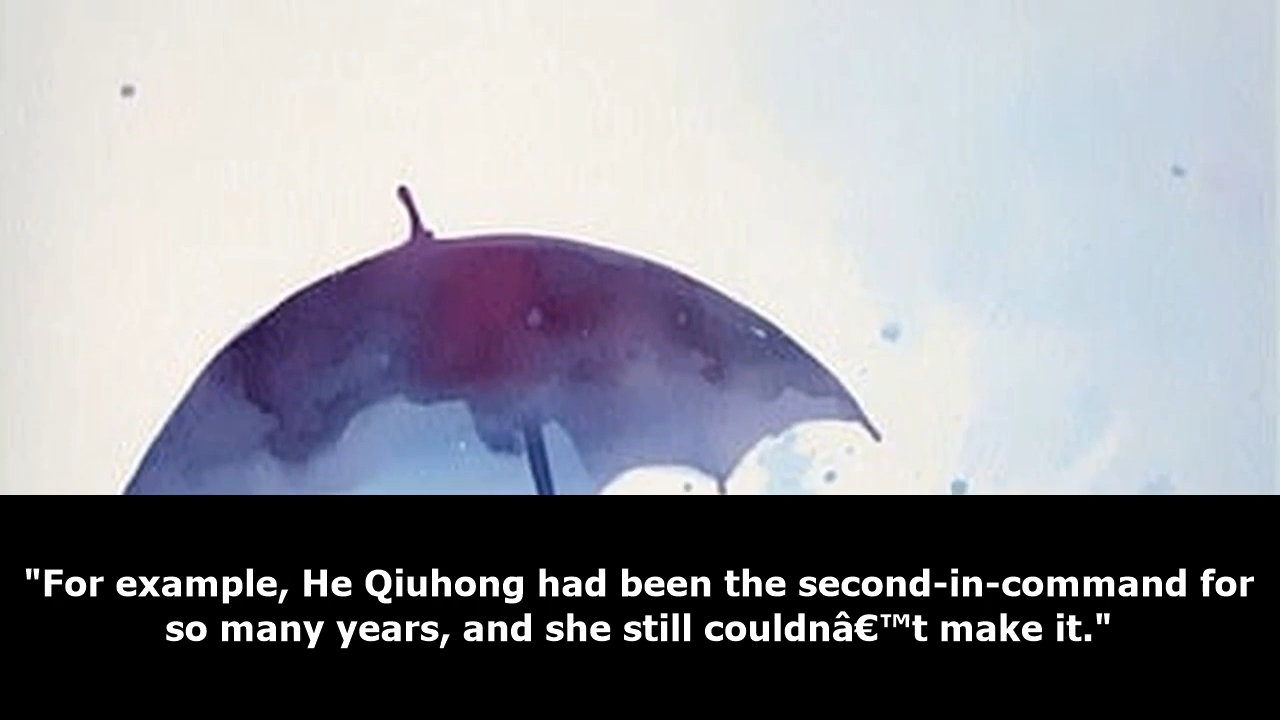 "For example, He Qiuhong had been the second-in-command for
so many years, and she still couldnâ€™t make it."